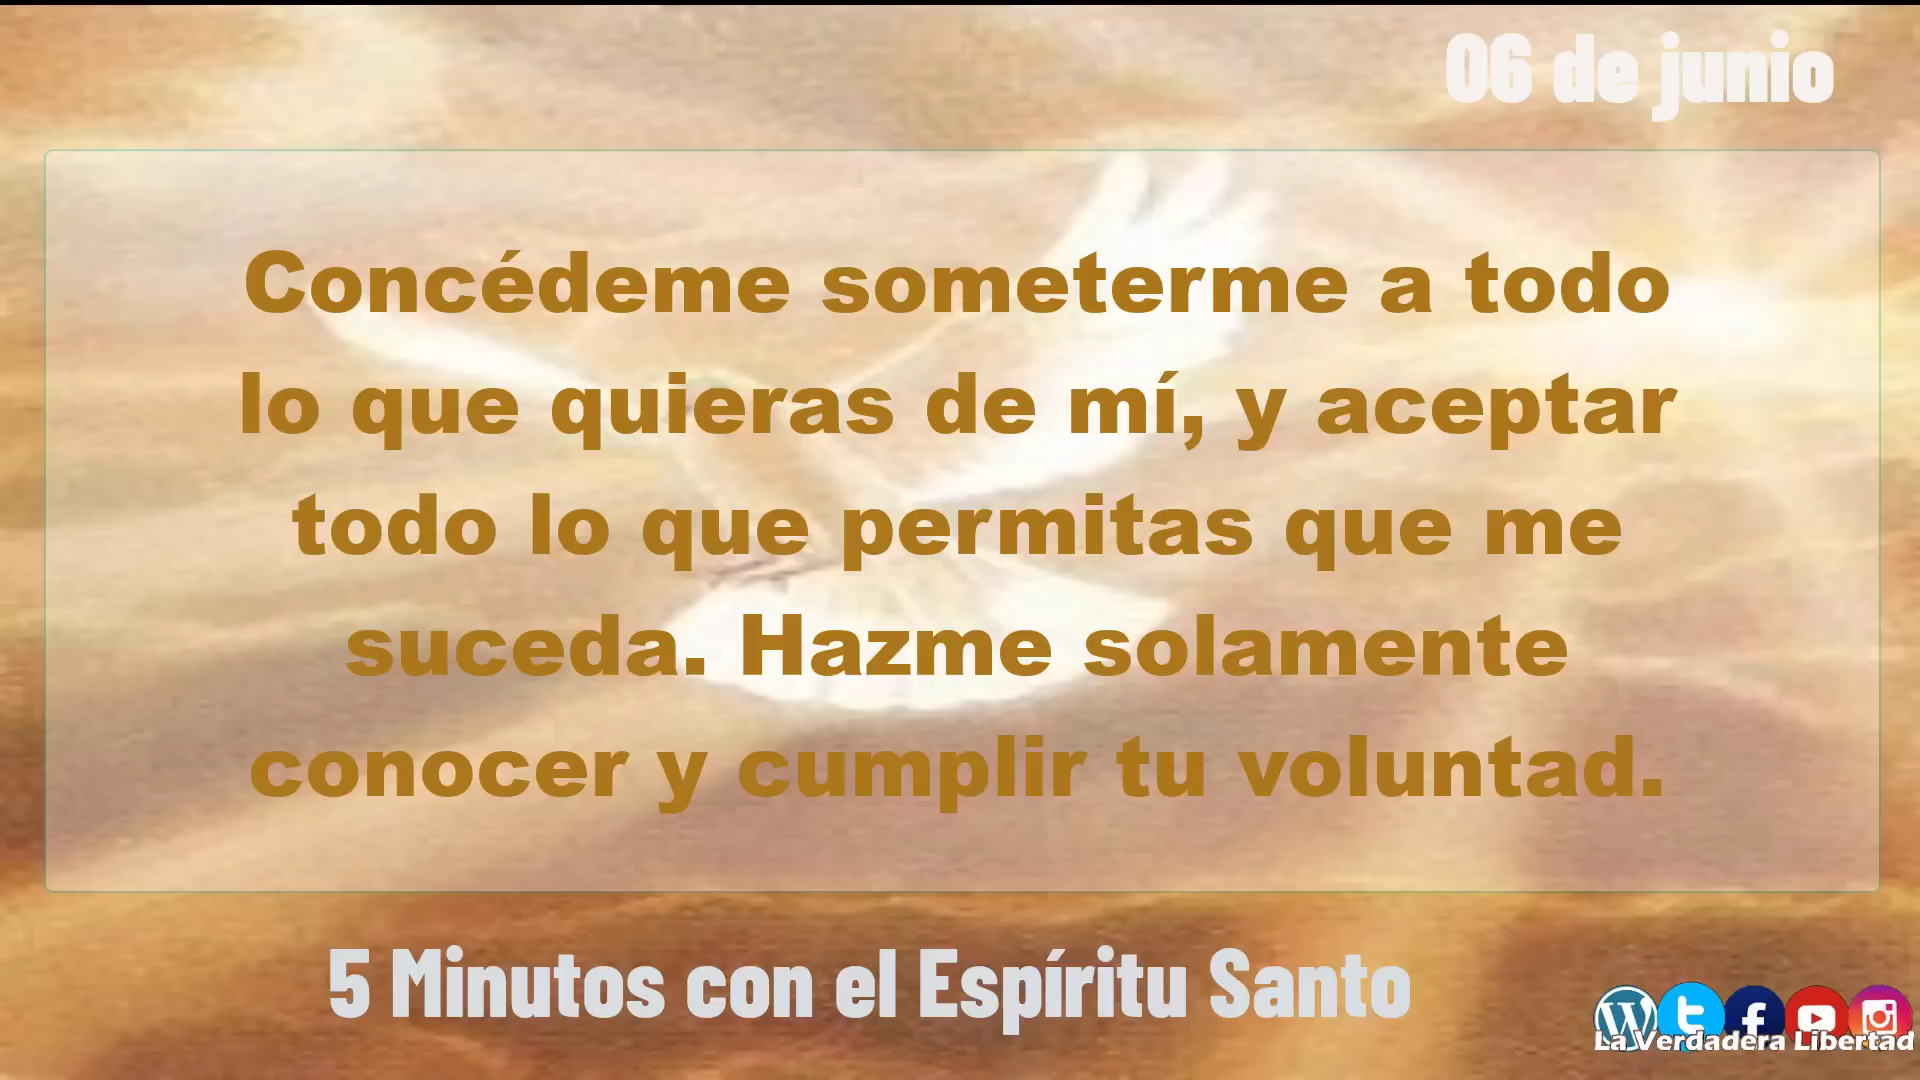 06 de junio
Concédeme someterme a todo
lo que quieras de mí, y aceptar
todo lo que permitas que me
suceda. Hazme solamente
conocer y cumplir tu voluntad.
5 Minutos con el Espíritu Santo
La Verdadera Libertad